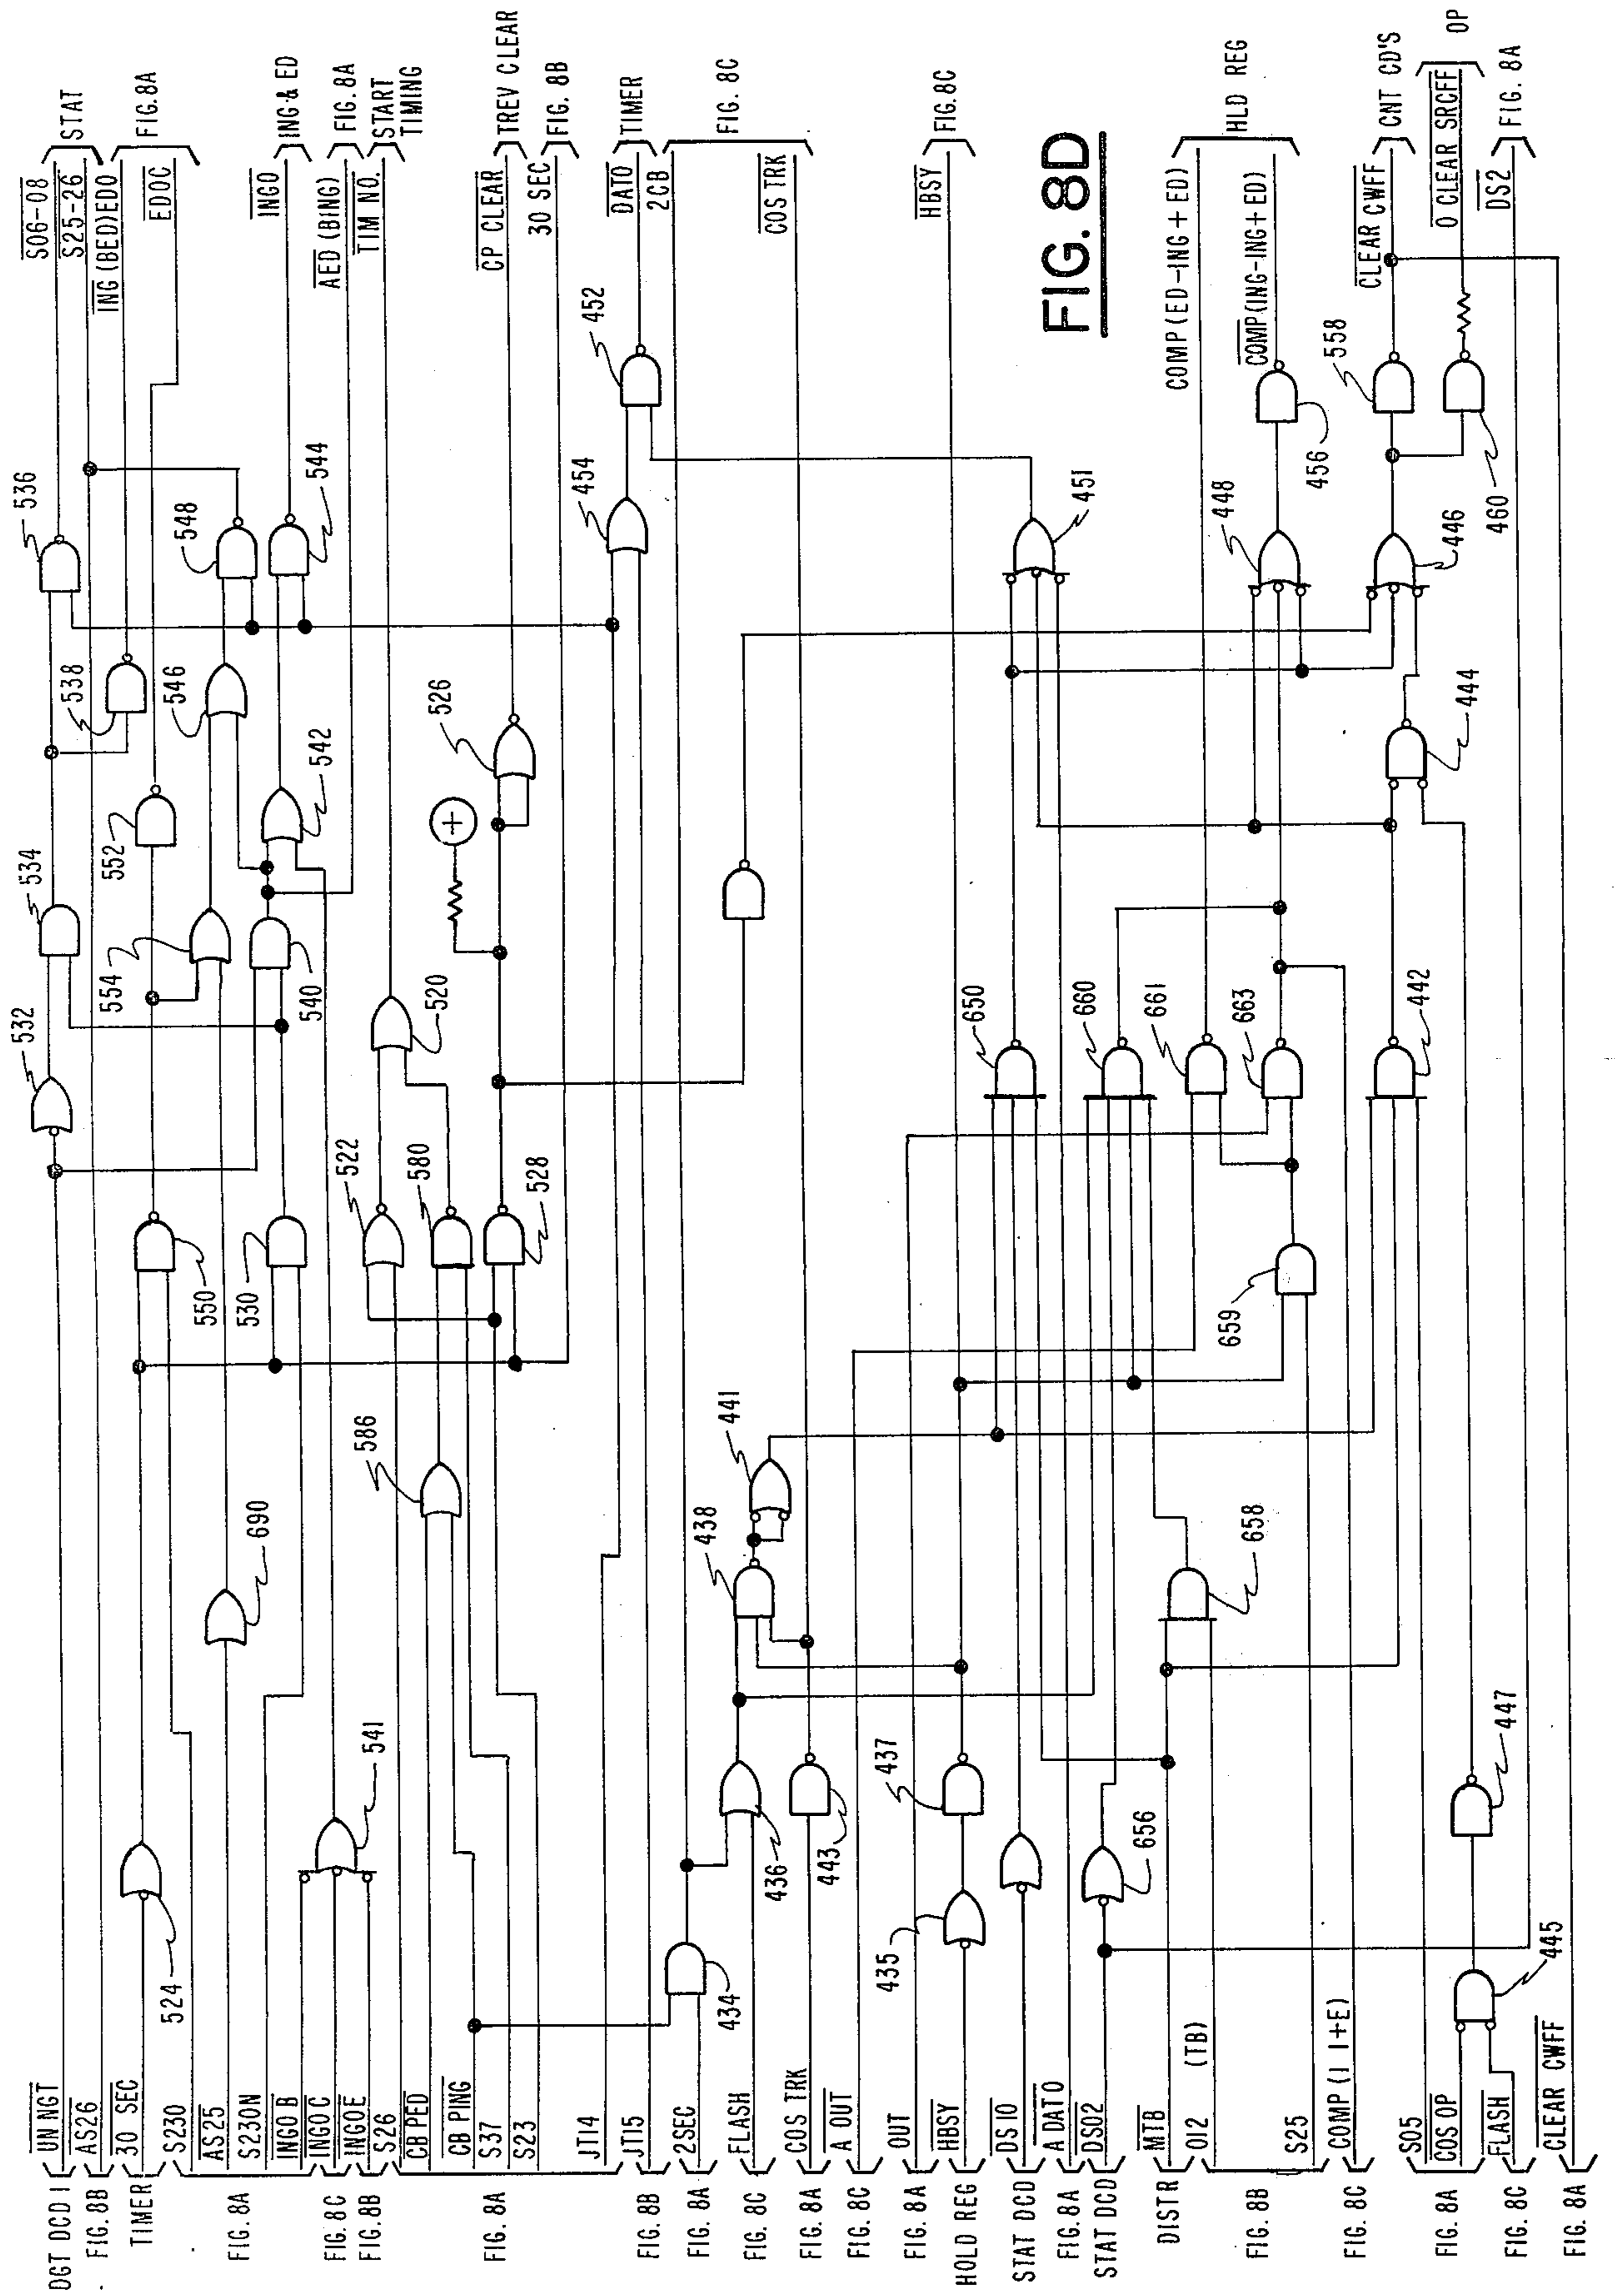 DGT DCD 1
UN NGT
FIG. 8B
AS26
TIMER
30 SEC
S230
FIG. 8A
AS25
S230N
INGO B
FIG. 8C
INGO C
FIG. 8B
INGOE
S26
CB PED
CB PING
FIG. 8A
S37
S23
JT14
FIG. 8B
JT15
FIG. 8A
2SEC
FIG. 8C
FLASH
FIG. 8A
COS TRK
FIG. 8C
A OUT
FIG. 8A
OUT
HOLD REG
HBSY
STAT DCD
DS10
FIG. 8A
A DATO
STAT DCD
DS02
DISTR
MTB
012 (TB)
FIG. 8B
S25
FIG. 8C
COMP (I I+E)
S05
FIG. 8A
COS OP
FIG. 8C
FLASH
FIG. 8A
CLEAR CWFF
524
690
541
586
434
436
443
438
441
435
437
656
658
445
447
532
550
530
522
580
528
534
554
540
552
520
538
546
542
526
536
548
544
454
452
650
660
661
663
659
442
451
448
444
446
456
558
460
+
S06-08
S25-26
STAT
ING (BED)EDO
EDOC
FIG.8A
INGO
ING & ED
AED (BING)
FIG. 8A
TIM NO.
START TIMING
CP CLEAR
TREV CLEAR
30 SEC
FIG. 8B
DATO
TIMER
2CB
FIG. 8C
COS TRK
HBSY
FIG.8C
FIG. 8D
COMP(ED-ING+ED)
COMP(ING-ING+ED)
HLD REG
CLEAR CWFF
CNT CD'S
O CLEAR SRCFF
OP
DS2
FIG. 8A